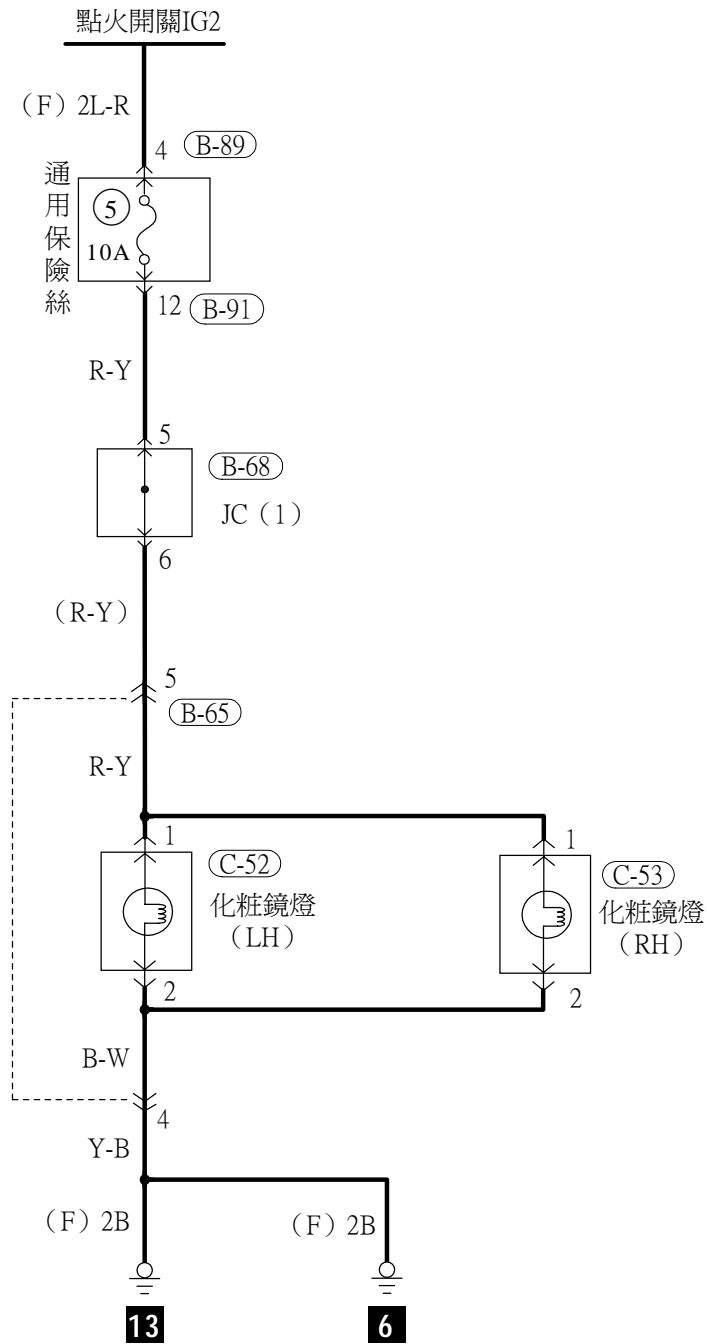 點火開關IG2
（F）2L-R
4
B-89
通用保險絲
5
10A
12
B-91
R-Y
5
B-68
JC（1）
6
（R-Y）
5
B-65
R-Y
1
C-52
化粧鏡燈
（LH）
2
1
C-53
化粧鏡燈
（RH）
2
B-W
4
Y-B
（F）2B
（F）2B
13
6